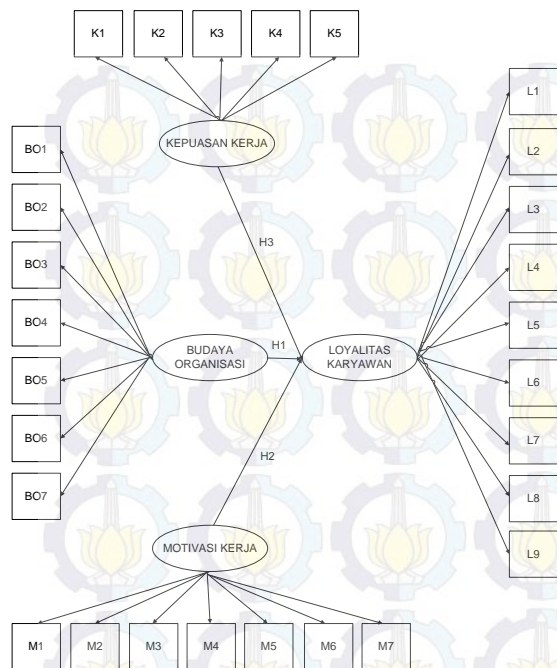 K1
K2
K3
K4
K5
KEPUASAN KERJA
BO1
BO2
BO3
BO4
BO5
BO6
BO7
H3
H1
H2
BUDAYA
ORGANISASI
LOYALITAS
KARYAWAN
L1
L2
L3
L4
L5
L6
L7
L8
L9
MOTIVASI KERJA
M1
M2
M3
M4
M5
M6
M7